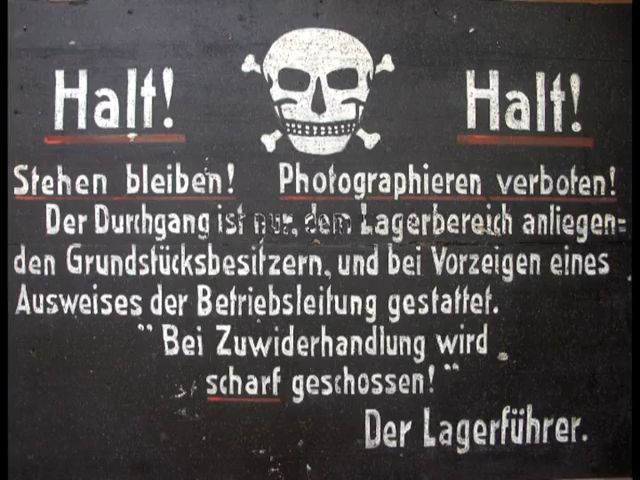 Halt! Halt!
Stehen bleiben! Photographieren verboten!
Der Durchgang ist nur, dem Lagerbereich anliegen=
den Grundstücksbesitzern, und bei Vorzeigen eines
Ausweises der Betriebsleitung gestattet.
"Bei Zuwiderhandlung wird
scharf geschossen!"
Der Lagerführer.